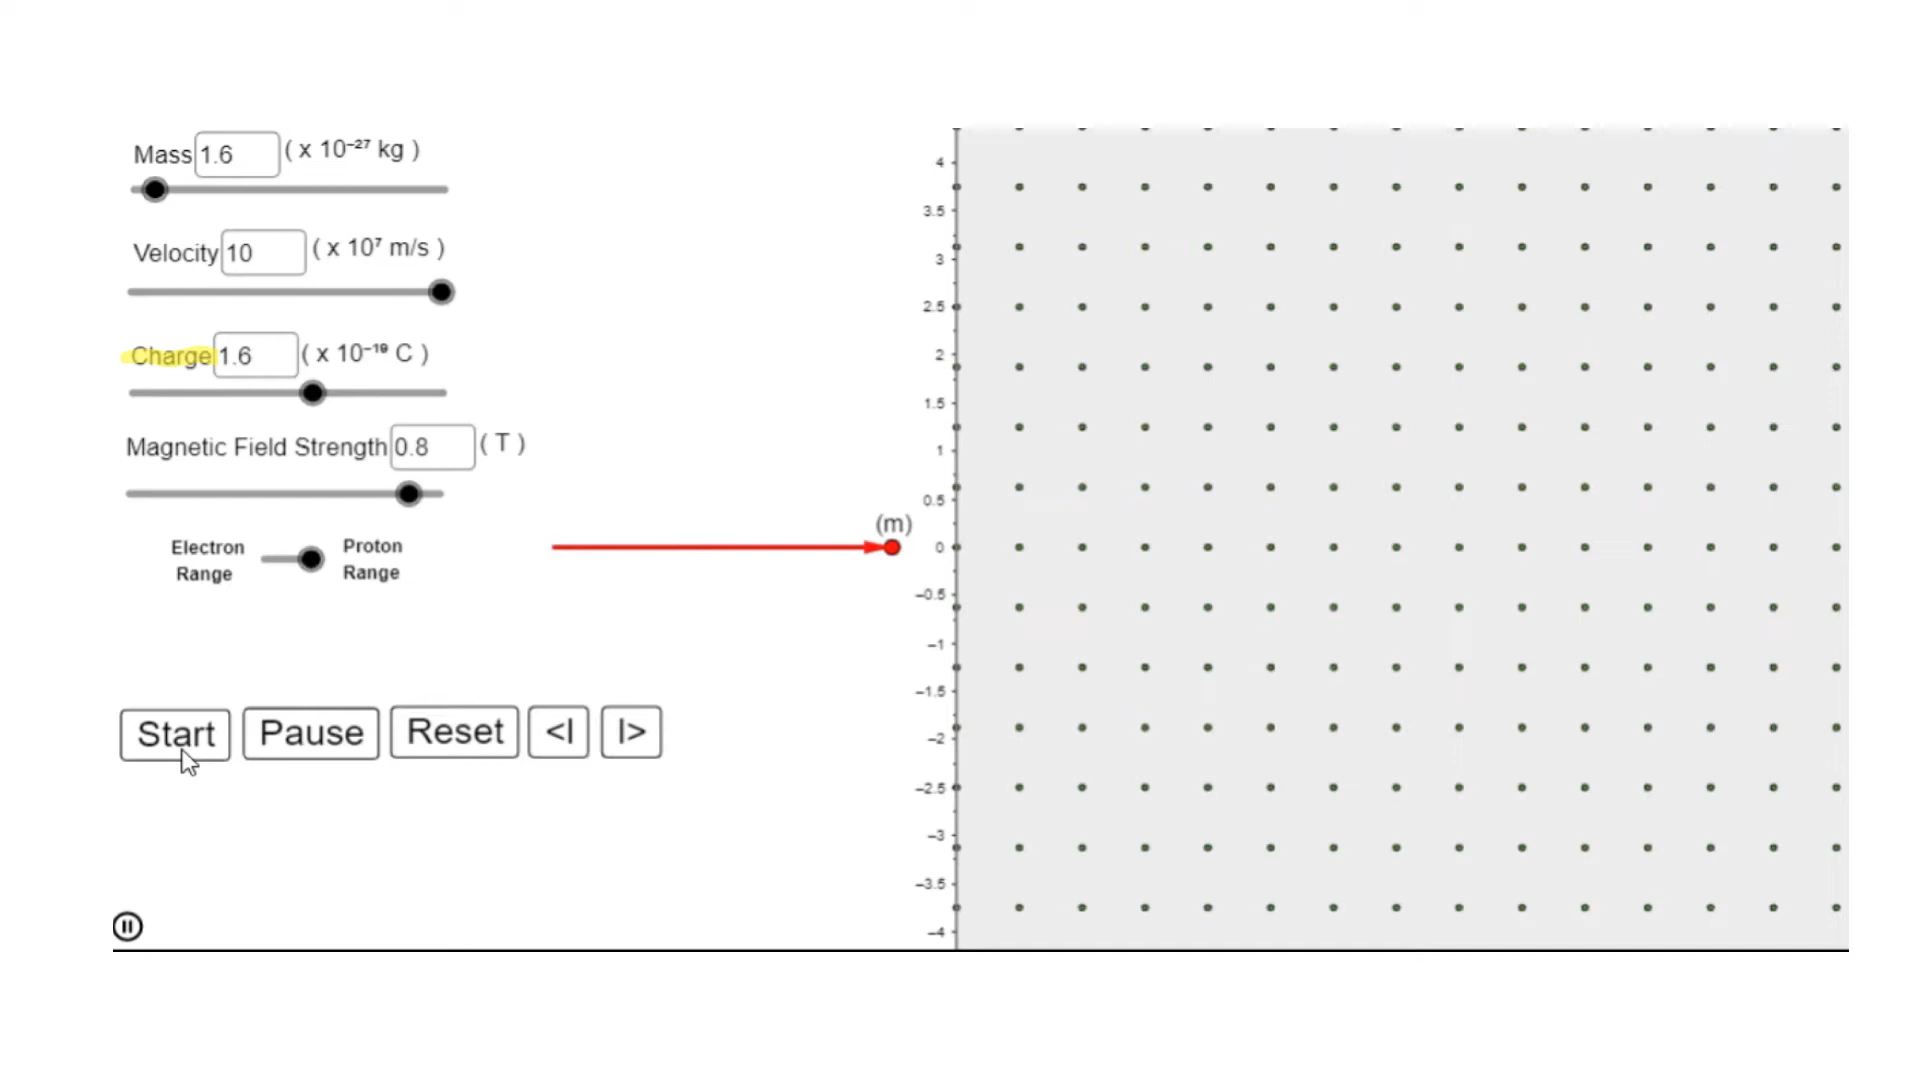 Mass 1.6 ( x 10⁻²⁷ kg )
Velocity 10 ( x 10⁷ m/s )
Charge 1.6 ( x 10⁻¹⁹ C )
Magnetic Field Strength 0.8 ( T )
Electron Range
Proton Range
Start Pause Reset <I I>
(m)
4
3.5
3
2.5
2
1.5
1
0.5
0
−0.5
−1
−1.5
−2
−2.5
−3
−3.5
−4